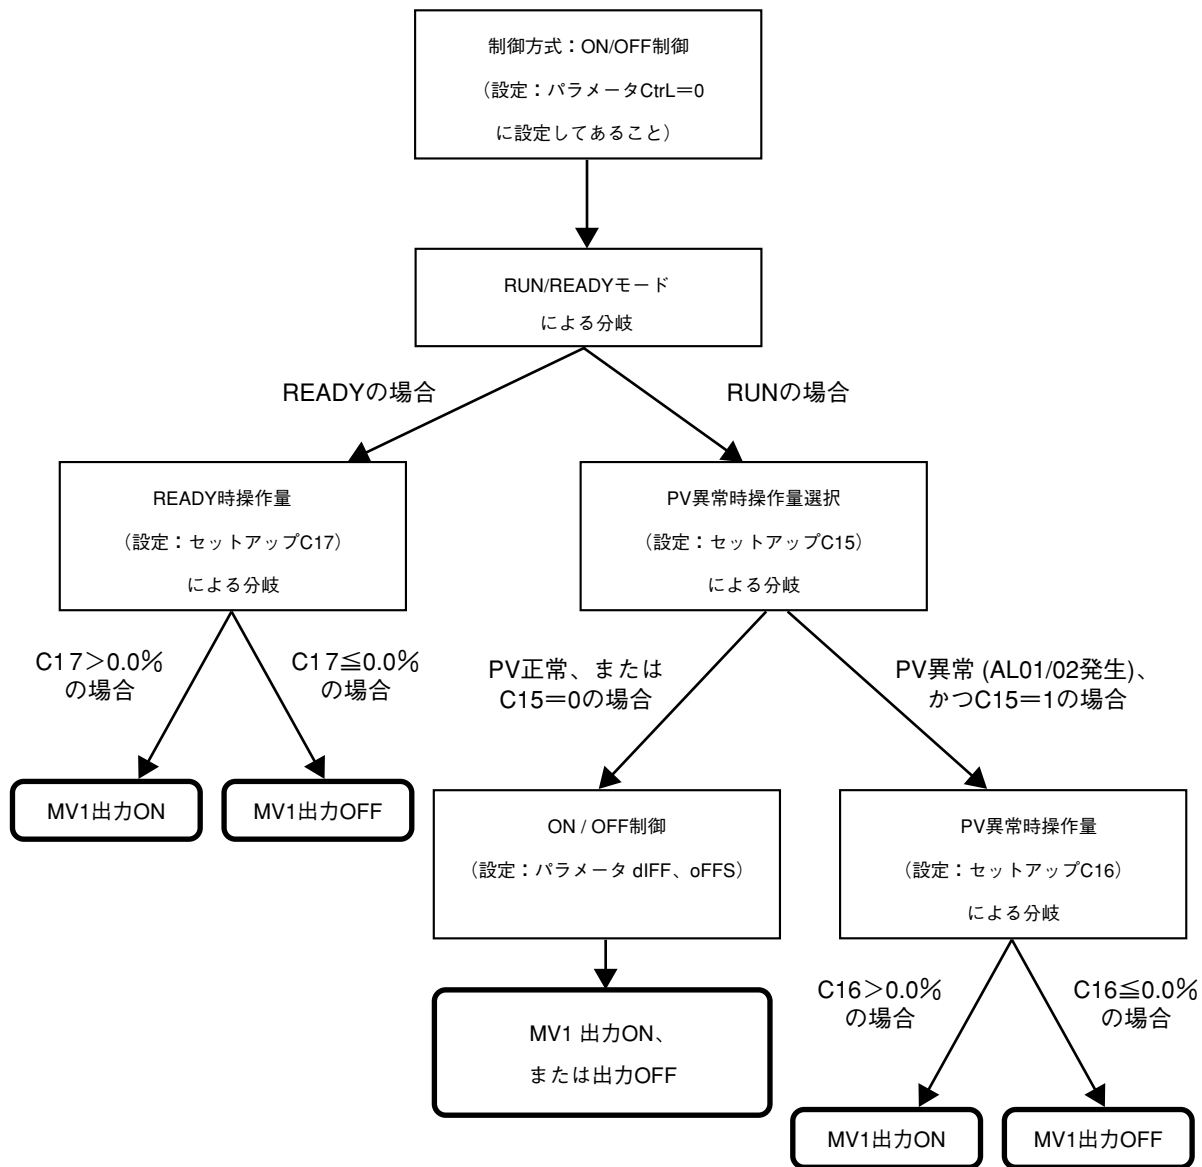 制御方式：ON/OFF制御
（設定：パラメータCtrL＝0
に設定してあること）
RUN/READYモード
による分岐
READYの場合
RUNの場合
READY時操作量
（設定：セットアップC17）
による分岐
PV異常時操作量選択
（設定：セットアップC15）
による分岐
C17＞0.0％
の場合
C17≦0.0％
の場合
PV正常、または
C15＝0の場合
PV異常 (AL01/02発生)、
かつC15＝1の場合
MV1出力ON
MV1出力OFF
ON / OFF制御
（設定：パラメータ dIFF、oFFS）
PV異常時操作量
（設定：セットアップC16）
による分岐
MV1 出力ON、
または出力OFF
C16＞0.0％
の場合
C16≦0.0％
の場合
MV1出力ON
MV1出力OFF